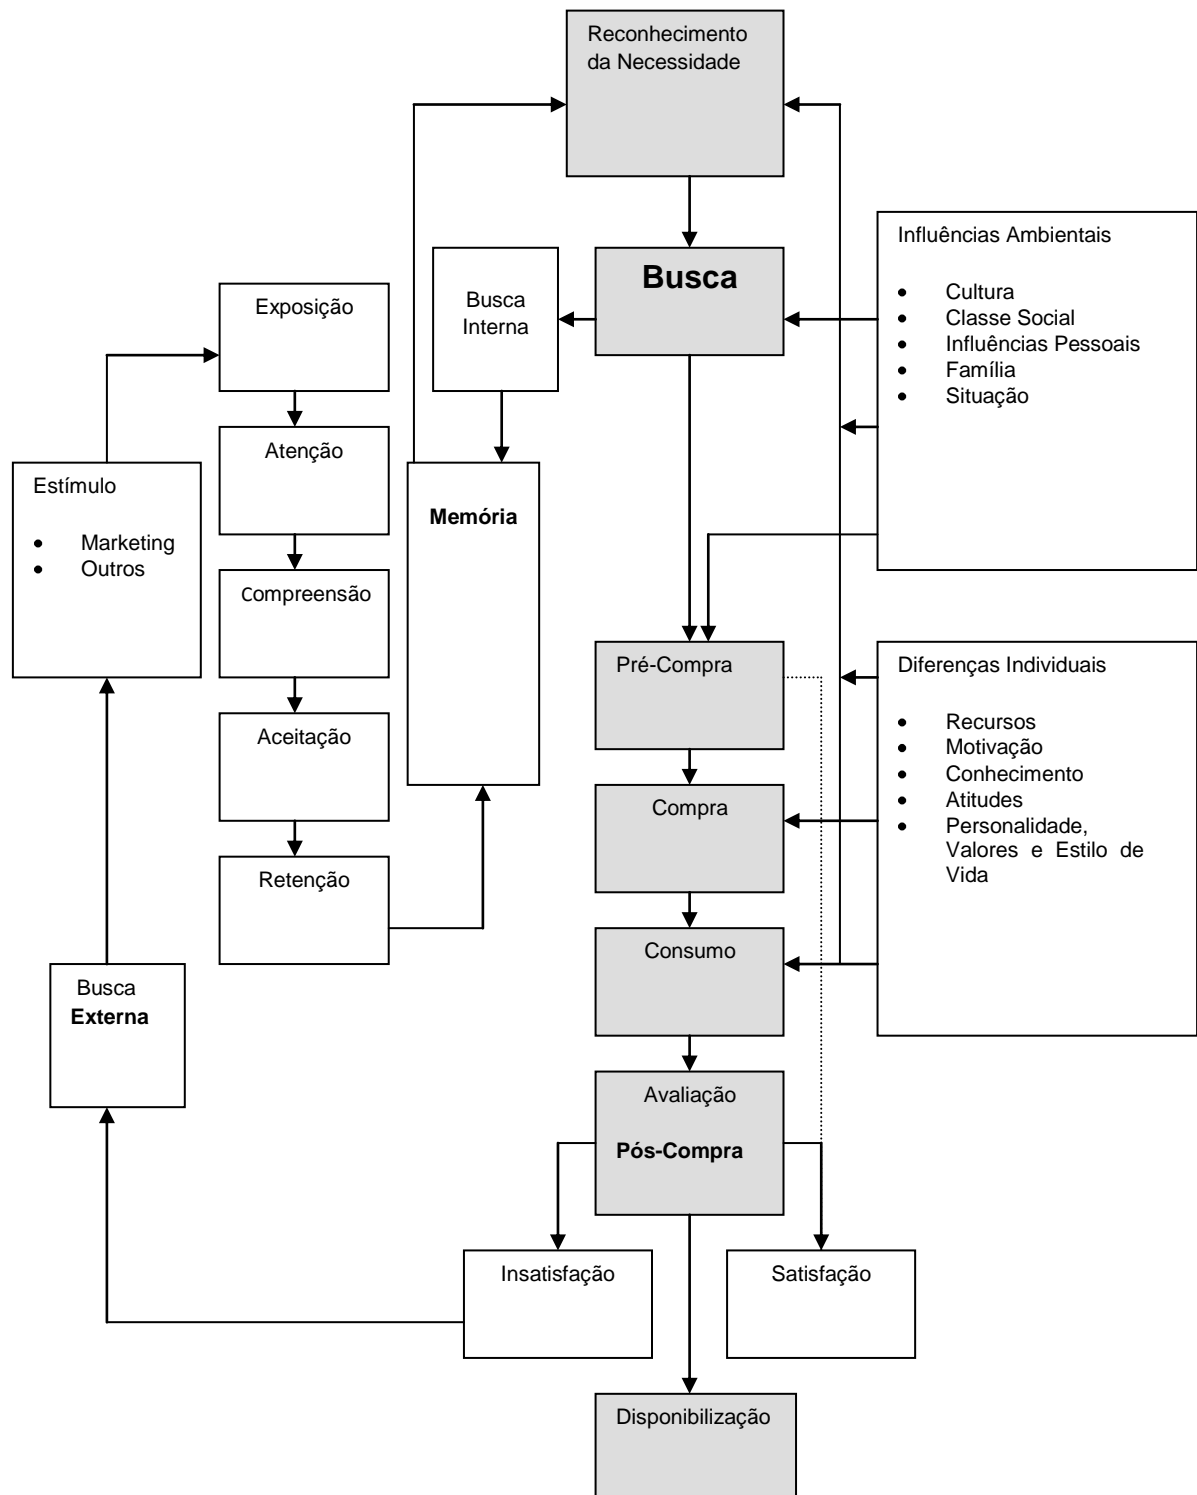 Reconhecimento
da Necessidade
Busca
Busca
Interna
Influências Ambientais
• Cultura
• Classe Social
• Influências Pessoais
• Família
• Situação
Exposição
Atenção
Estímulo
• Marketing
• Outros
Memória
Compreensão
Aceitação
Retenção
Busca
Externa
Pré-Compra
Compra
Consumo
Diferenças Individuais
• Recursos
• Motivação
• Conhecimento
• Atitudes
• Personalidade,
Valores e Estilo de
Vida
Avaliação
Pós-Compra
Insatisfação
Satisfação
Disponibilização